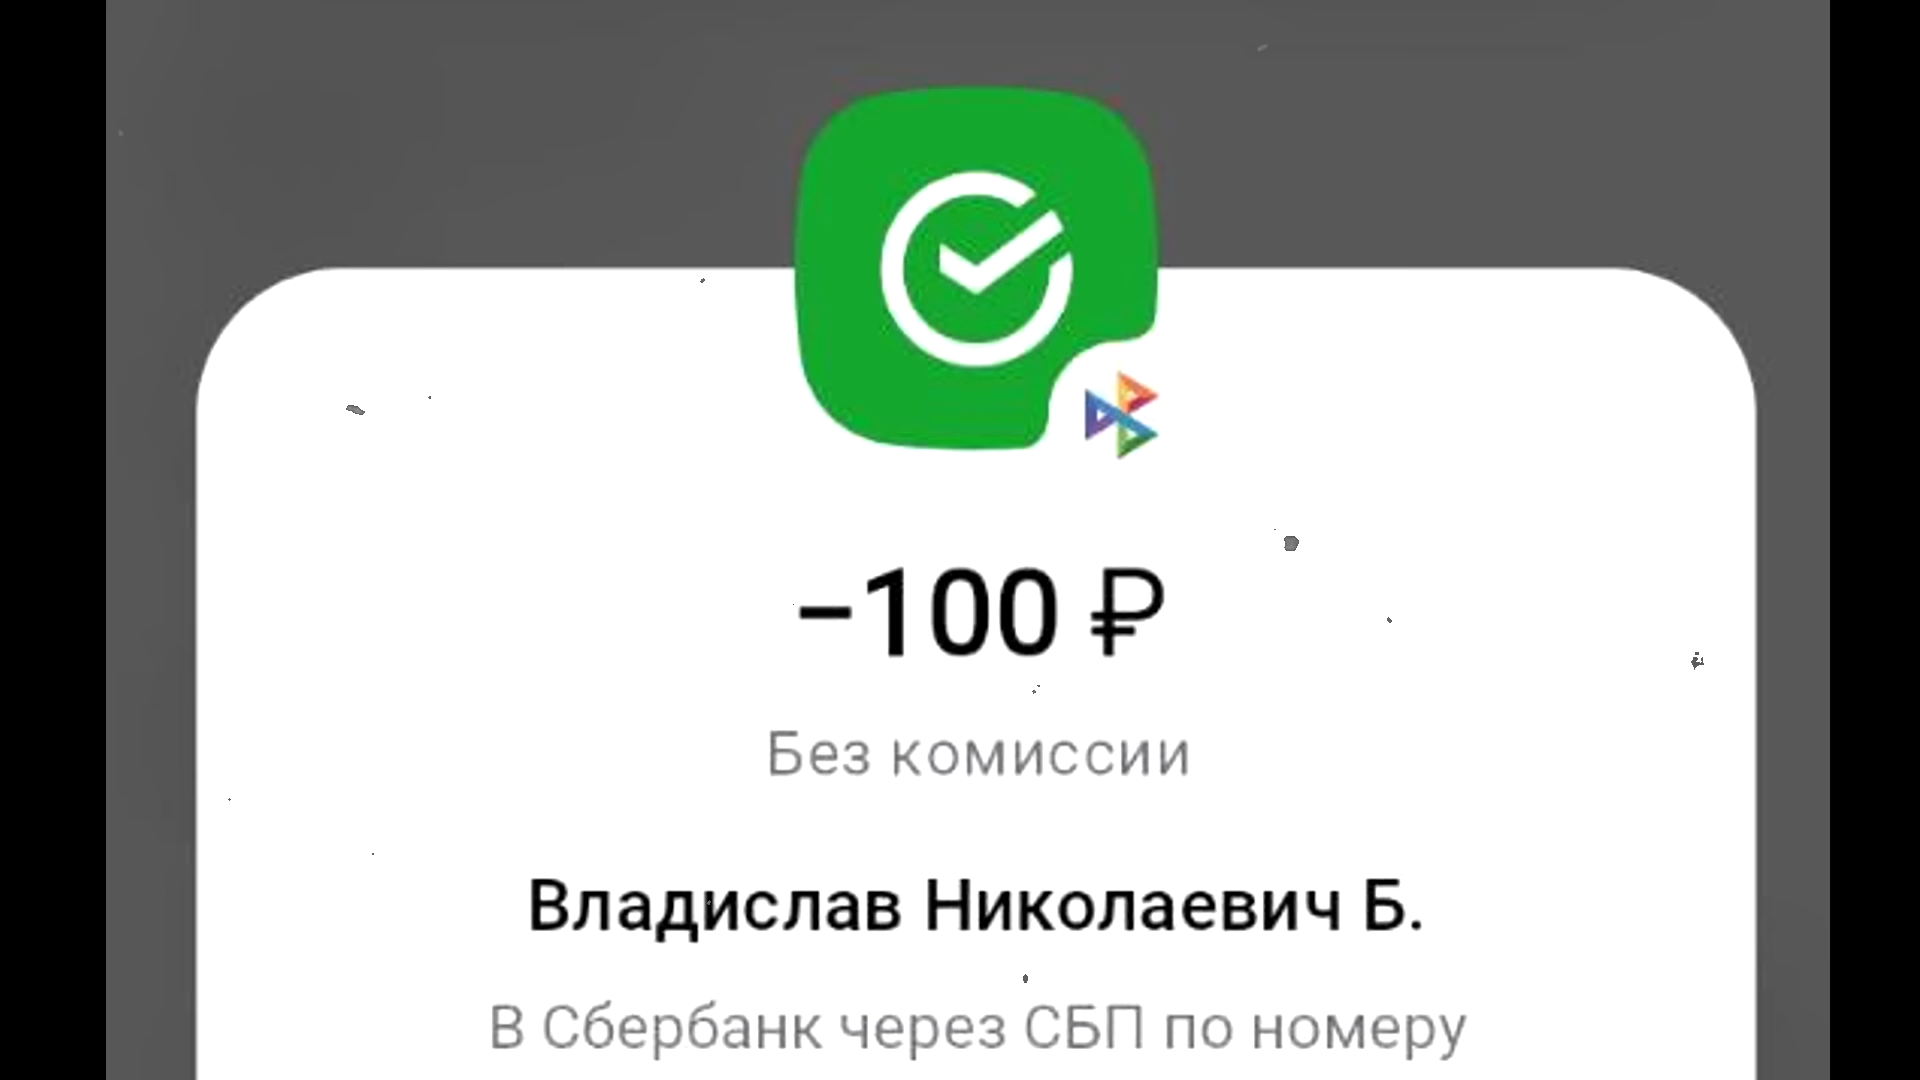 −100 ₽
Без комиссии
Владислав Николаевич Б.
В Сбербанк через СБП по номеру